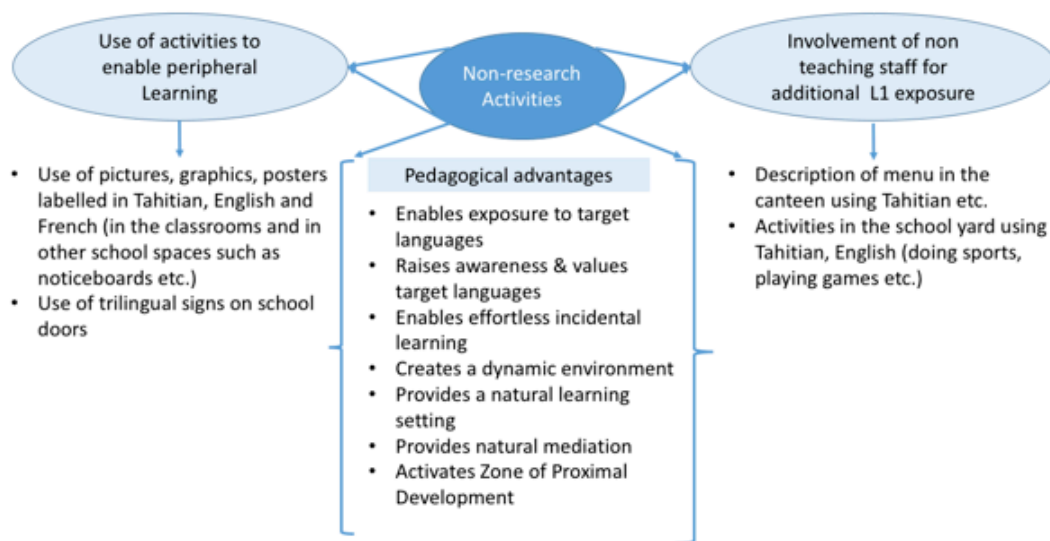 Use of activities to
enable peripheral
Learning
Non-research
Activities
Involvement of non
teaching staff for
additional L1 exposure
• Use of pictures, graphics, posters
labelled in Tahitian, English and
French (in the classrooms and in
other school spaces such as
noticeboards etc.)
• Use of trilingual signs on school
doors
Pedagogical advantages
• Enables exposure to target
languages
• Raises awareness & values
target languages
• Enables effortless incidental
learning
• Creates a dynamic environment
• Provides a natural learning
setting
• Provides natural mediation
• Activates Zone of Proximal
Development
• Description of menu in the
canteen using Tahitian etc.
• Activities in the school yard using
Tahitian, English (doing sports,
playing games etc.)